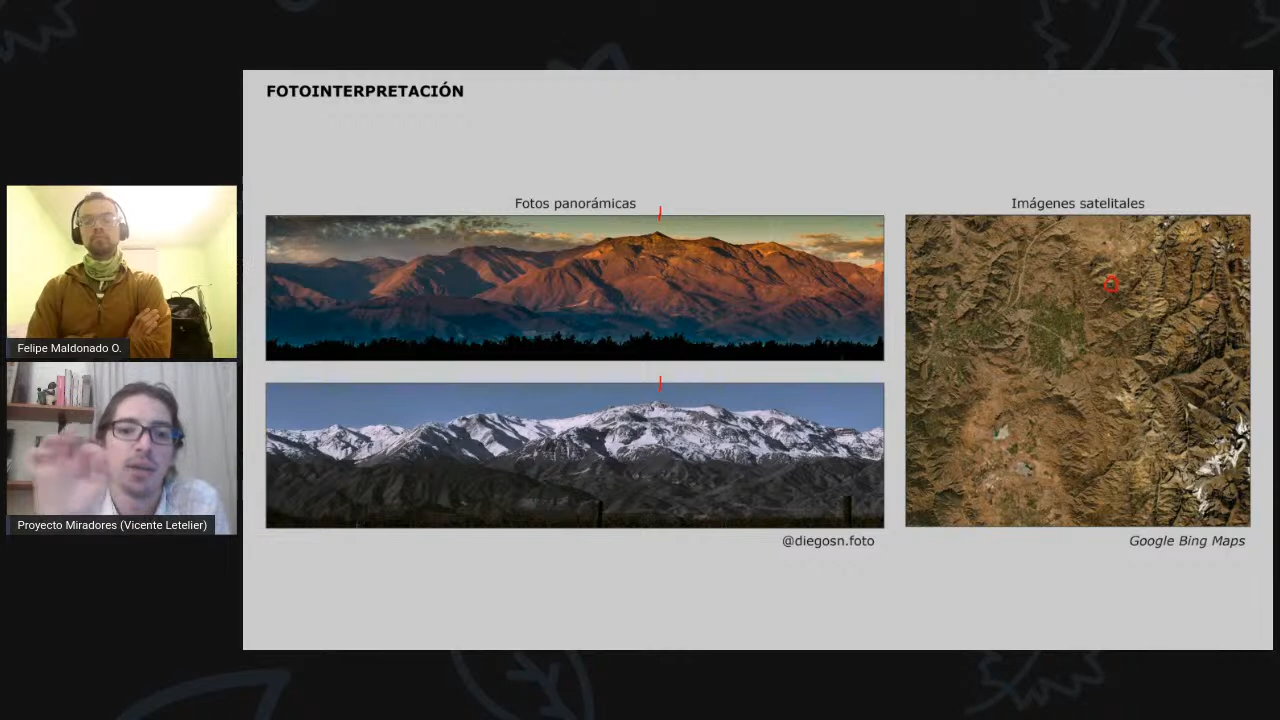 FOTOINTERPRETACIÓN
Fotos panorámicas
Imágenes satelitales
@diegosn.foto
Google Bing Maps
Felipe Maldonado O.
Proyecto Miradores (Vicente Letelier)